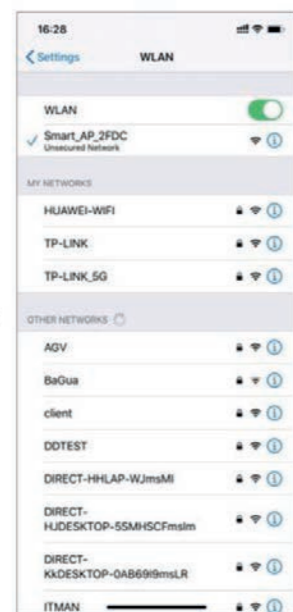 16:28
Settings WLAN
WLAN
Smart_AP_2FDC
Unsecured Network
MY NETWORKS
HUAWEI-WIFI
TP-LINK
TP-LINK_5G
OTHER NETWORKS
AGV
BaGua
client
DDTEST
DIRECT-HHLAP-WJmsMI
DIRECT-
HJDESKTOP-5SMHSCFmsIm
DIRECT-
KkDESKTOP-0AB69I9msLR
ITMAN